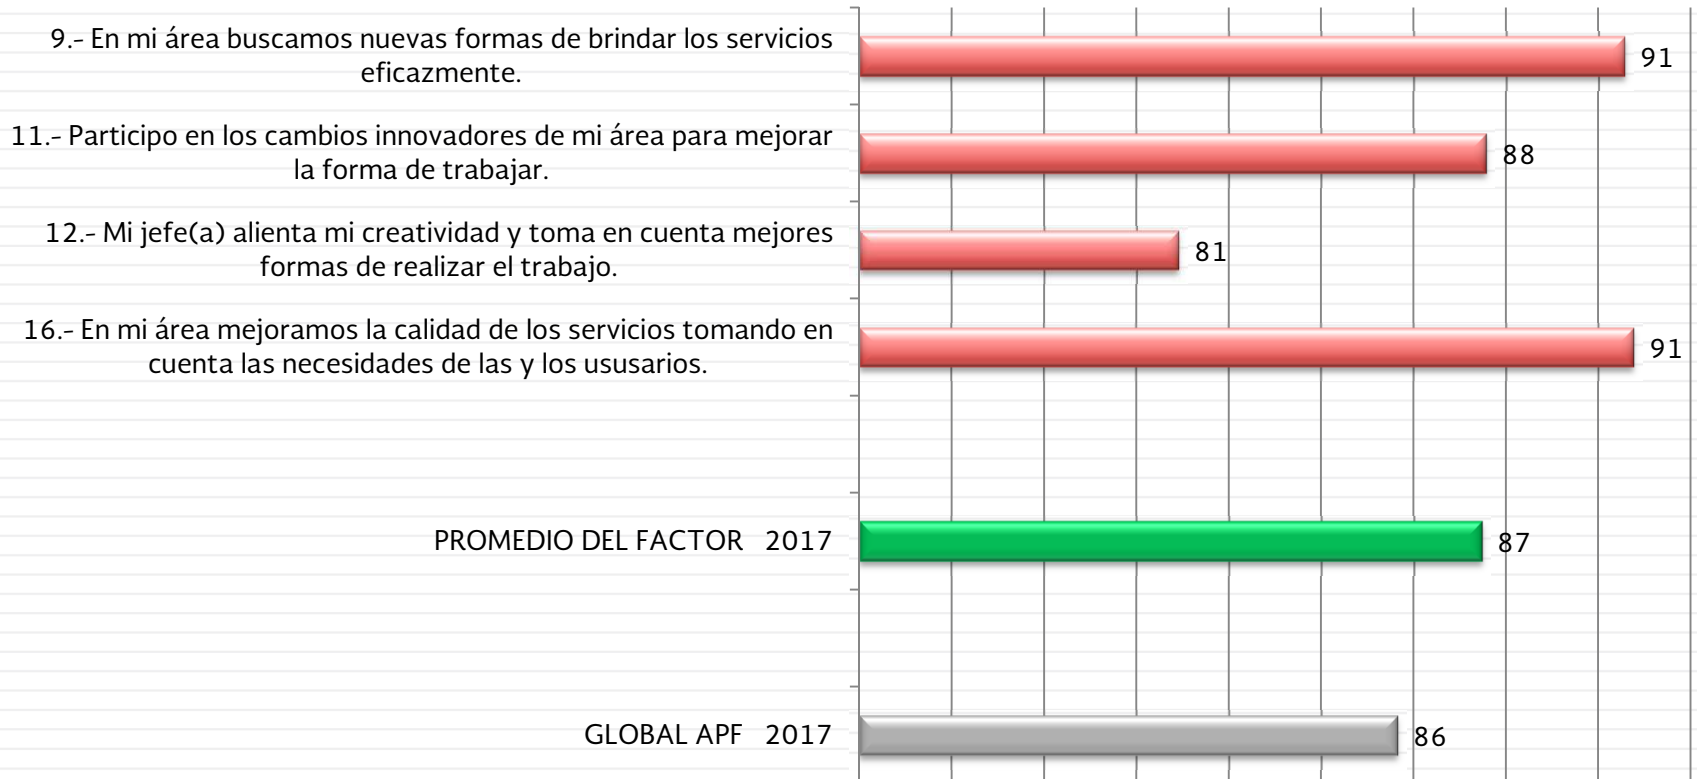 9.- En mi área buscamos nuevas formas de brindar los servicios
eficazmente.
91
11.- Participo en los cambios innovadores de mi área para mejorar
la forma de trabajar.
88
12.- Mi jefe(a) alienta mi creatividad y toma en cuenta mejores
formas de realizar el trabajo.
81
16.- En mi área mejoramos la calidad de los servicios tomando en
cuenta las necesidades de las y los ususarios.
91
PROMEDIO DEL FACTOR 2017
87
GLOBAL APF 2017
86